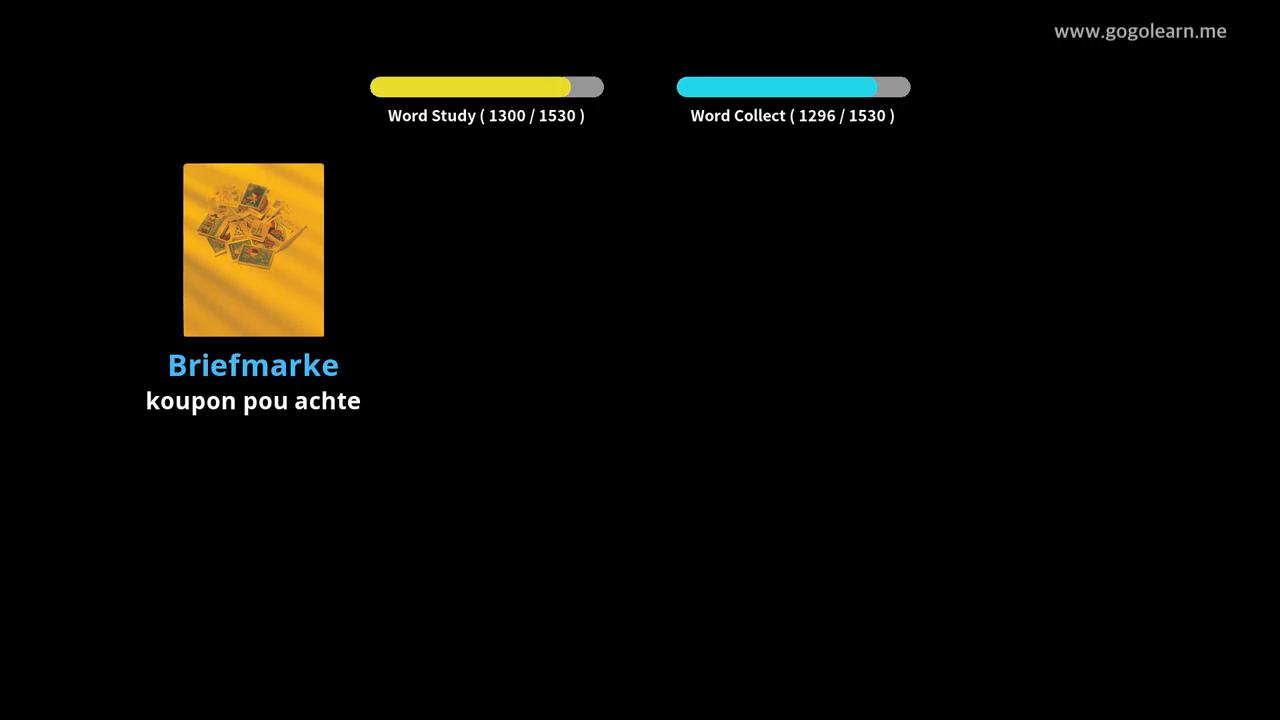 www.gogolearn.me
Word Study ( 1300 / 1530 )
Word Collect ( 1296 / 1530 )
Briefmarke
koupon pou achte